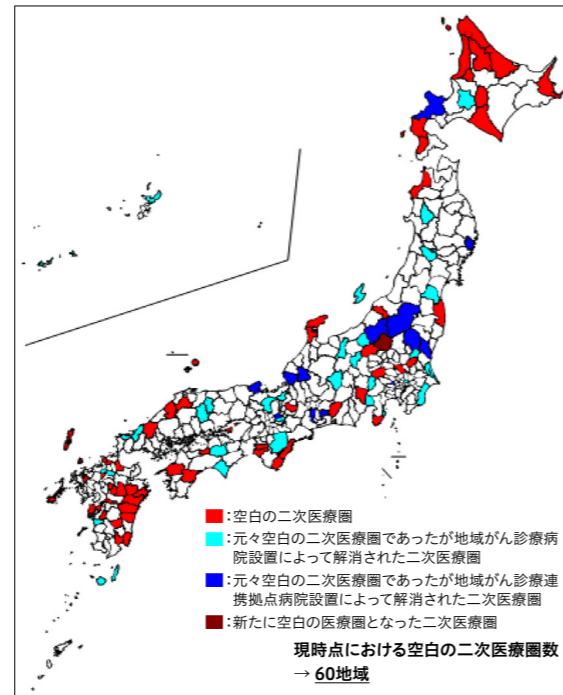 :空白の二次医療圏
:元々空白の二次医療圏であったが地域がん診療病
院設置によって解消された二次医療圏
:元々空白の二次医療圏であったが地域がん診療連
携拠点病院設置によって解消された二次医療圏
:新たに空白の医療圏となった二次医療圏
現時点における空白の二次医療圏数
→ 60地域